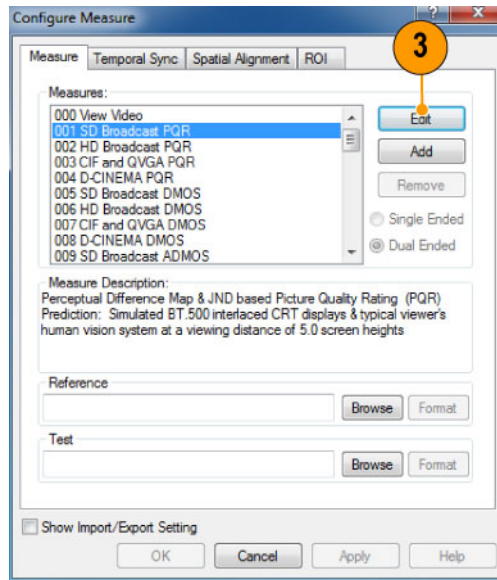 Configure Measure
3
Measure Temporal Sync Spatial Alignment ROI
Measures:
000 View Video
001 SD Broadcast PQR
002 HD Broadcast PQR
003 CIF and QVGA PQR
004 D-CINEMA PQR
005 SD Broadcast DMOS
006 HD Broadcast DMOS
007 CIF and QVGA DMOS
008 D-CINEMA DMOS
009 SD Broadcast ADMOS
Edit
Add
Remove
Single Ended
Dual Ended
Measure Description:
Perceptual Difference Map & JND based Picture Quality Rating (PQR)
Prediction: Simulated BT.500 interlaced CRT displays & typical viewer's
human vision system at a viewing distance of 5.0 screen heights
Reference
Browse Format
Test
Browse Format
Show Import/Export Setting
OK Cancel Apply Help